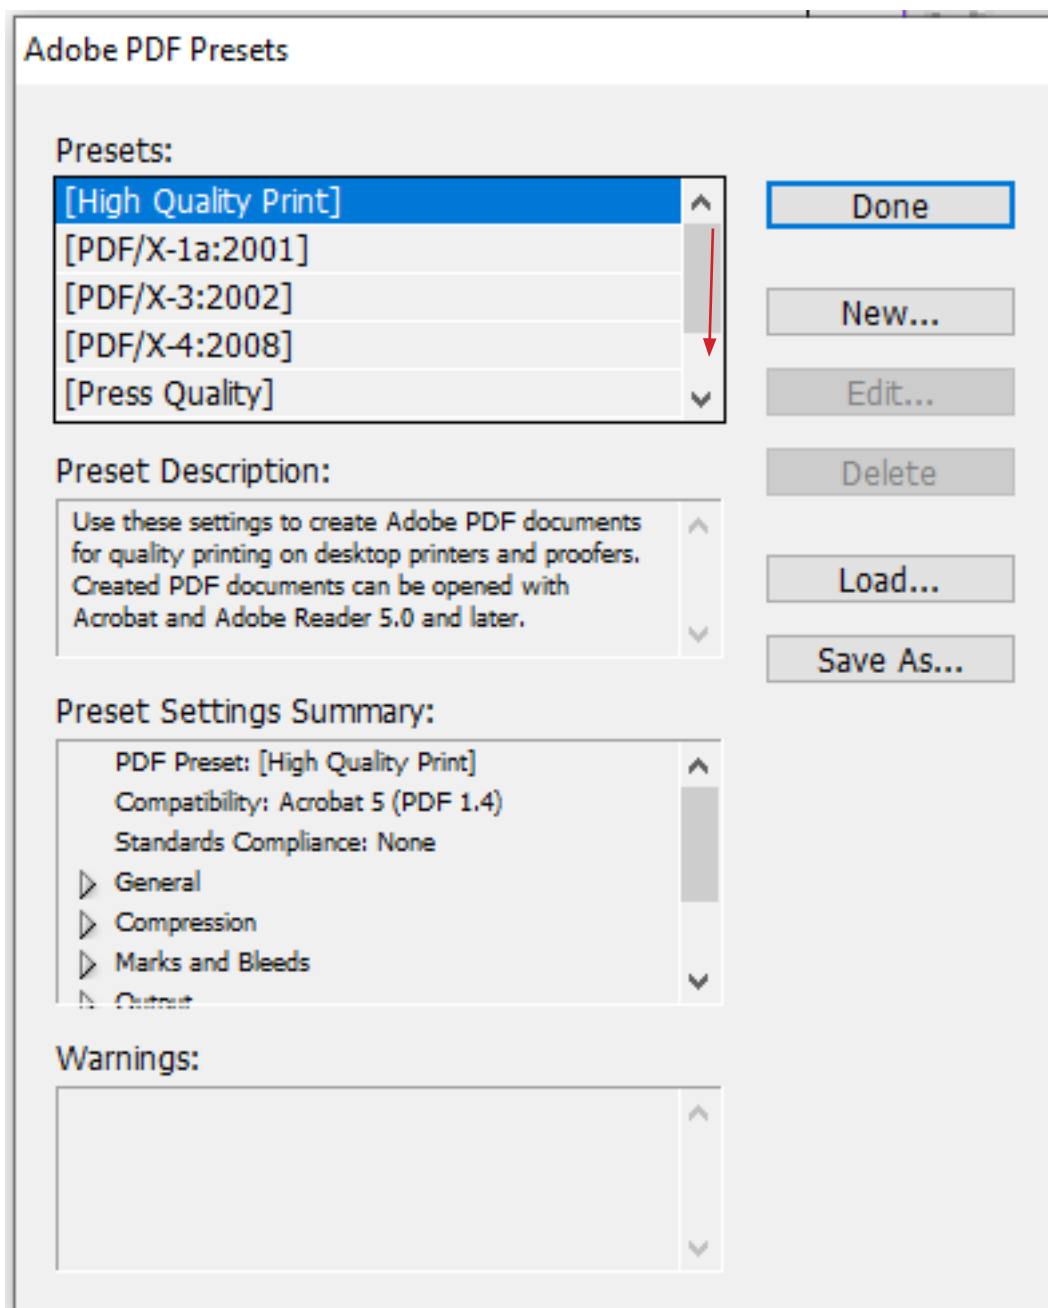 Adobe PDF Presets
Presets:
[High Quality Print]
[PDF/X-1a:2001]
[PDF/X-3:2002]
[PDF/X-4:2008]
[Press Quality]
Done
New...
Edit...
Delete
Load...
Save As...
Preset Description:
Use these settings to create Adobe PDF documents
for quality printing on desktop printers and proofers.
Created PDF documents can be opened with
Acrobat and Adobe Reader 5.0 and later.
Preset Settings Summary:
PDF Preset: [High Quality Print]
Compatibility: Acrobat 5 (PDF 1.4)
Standards Compliance: None
General
Compression
Marks and Bleeds
Output
Warnings: